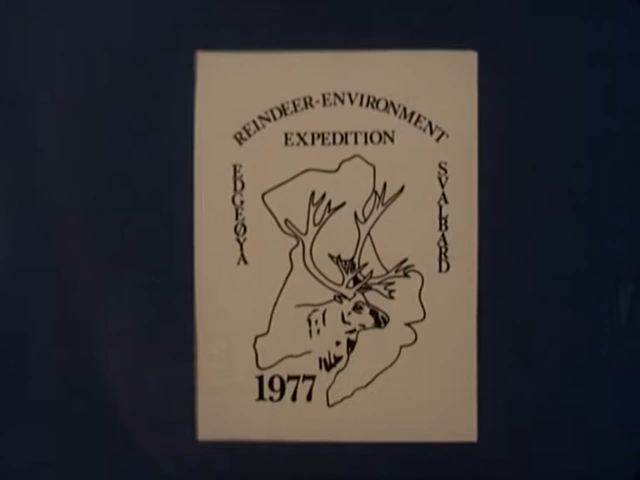 REINDEER-ENVIRONMENT
EXPEDITION
EDGEØYA
SVALBARD
1977